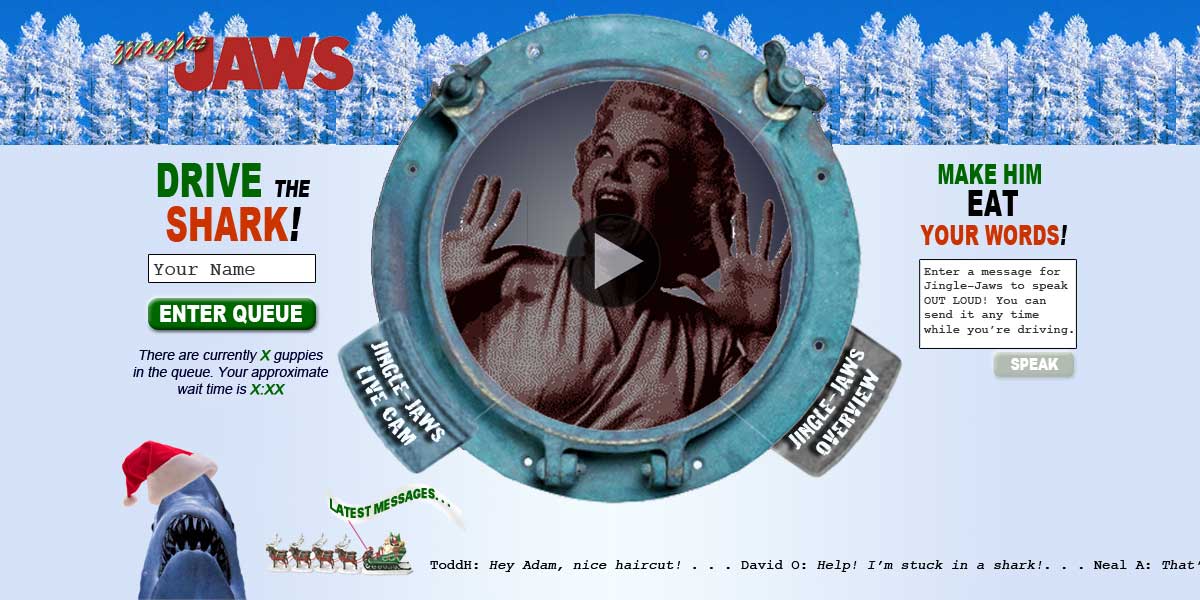 Jingle JAWS
DRIVE THE
SHARK!
Your Name
ENTER QUEUE
There are currently X guppies
in the queue. Your approximate
wait time is X:XX
JINGLE-JAWS
LIVE CAM
JINGLE-JAWS
OVERVIEW
MAKE HIM
EAT
YOUR WORDS!
Enter a message for
Jingle-Jaws to speak
OUT LOUD! You can
send it any time
while you’re driving.
SPEAK
LATEST MESSAGES...
ToddH: Hey Adam, nice haircut! . . . David O: Help! I’m stuck in a shark!. . . Neal A: That’